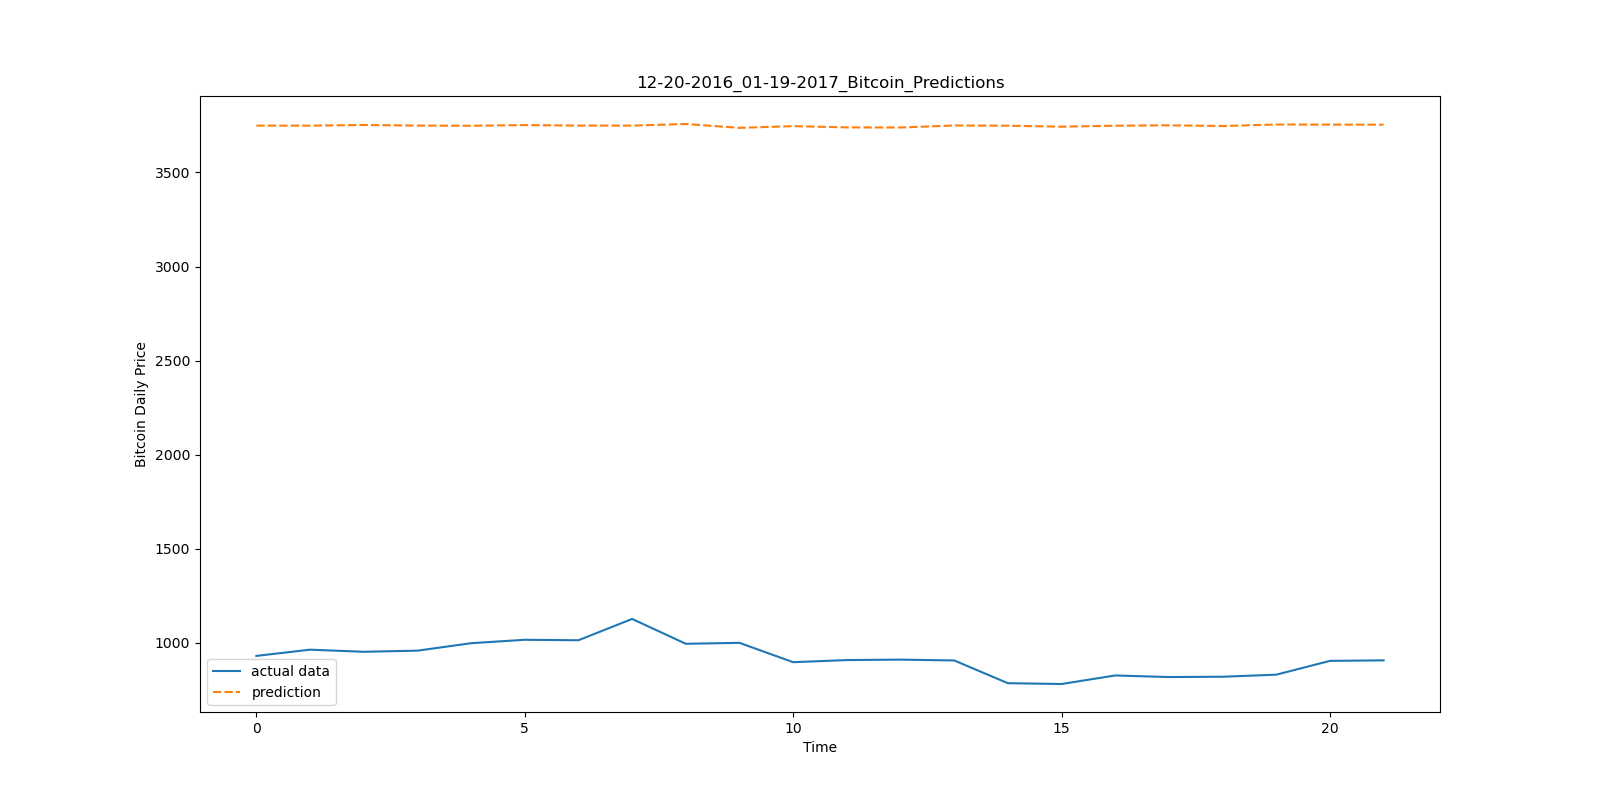 12-20-2016_01-19-2017_Bitcoin_Predictions
3500
3000
2500
2000
1500
1000
Bitcoin Daily Price
actual data
prediction
0 5 10 15 20
Time